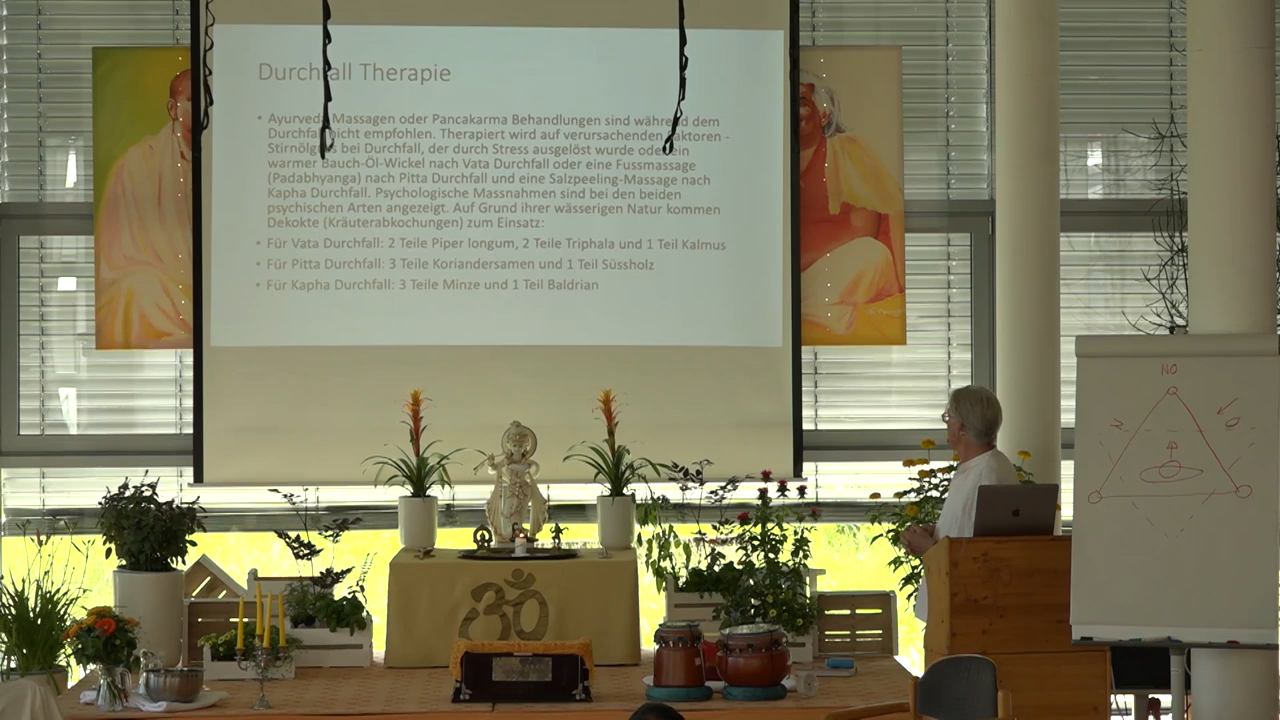 Durchfall Therapie
• Ayurveda Massagen oder Pancakarma Behandlungen sind während dem
Durchfall nicht empfohlen. Therapiert wird auf verursachenden Faktoren -
Stirnölguss bei Durchfall, der durch Stress ausgelöst wurde oder ein
warmer Bauch-Öl-Wickel nach Vata Durchfall oder eine Fussmassage
(Padabhyanga) nach Pitta Durchfall und eine Salzpeeling-Massage nach
Kapha Durchfall. Psychologische Massnahmen sind bei den beiden
psychischen Arten angezeigt. Auf Grund ihrer wässerigen Natur kommen
Dekokte (Kräuterabkochungen) zum Einsatz:
• Für Vata Durchfall: 2 Teile Piper longum, 2 Teile Triphala und 1 Teil Kalmus
• Für Pitta Durchfall: 3 Teile Koriandersamen und 1 Teil Süssholz
• Für Kapha Durchfall: 3 Teile Minze und 1 Teil Baldrian
NO
ॐ